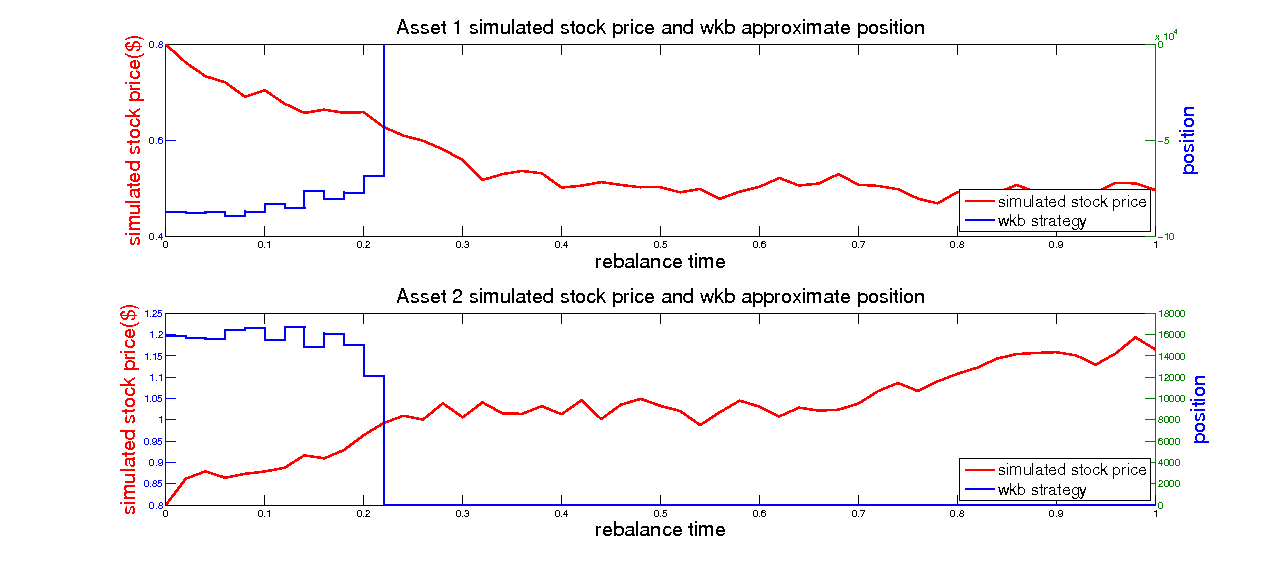 Asset 1 simulated stock price and wkb approximate position
x 10^4
0.8
0.6
0.4
0
−5
−10
simulated stock price($)
position
0 0.1 0.2 0.3 0.4 0.5 0.6 0.7 0.8 0.9 1
rebalance time
simulated stock price
wkb strategy
Asset 2 simulated stock price and wkb approximate position
1.25
1.2
1.15
1.1
1.05
1
0.95
0.9
0.85
0.8
18000
16000
14000
12000
10000
8000
6000
4000
2000
0
simulated stock price($)
position
0 0.1 0.2 0.3 0.4 0.5 0.6 0.7 0.8 0.9 1
rebalance time
simulated stock price
wkb strategy